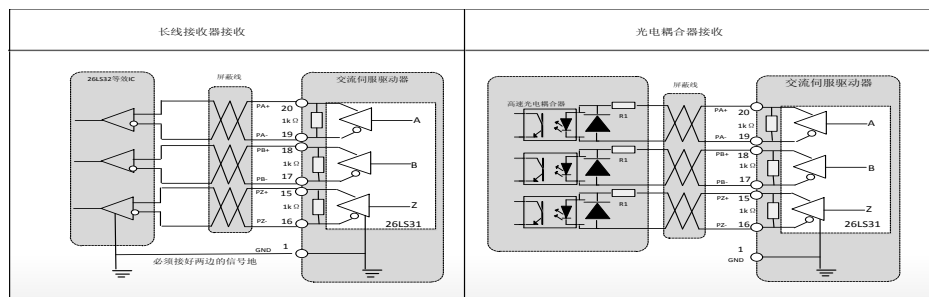 长线接收器接收
26LS32等效IC
屏蔽线
交流伺服驱动器
PA+ 20
1kΩ
A
PA- 19
PB+ 18
1kΩ
B
PB- 17
PZ+ 15
1kΩ
Z
PZ- 16
26LS31
GND 1
必须接好两边的信号地
光电耦合器接收
高速光电耦合器
屏蔽线
交流伺服驱动器
R1
PA+ 20
1kΩ
A
PA- 19
PB+ 18
R1
1kΩ
B
PB- 17
PZ+ 15
R1
1kΩ
Z
PZ- 16
26LS31
1
GND